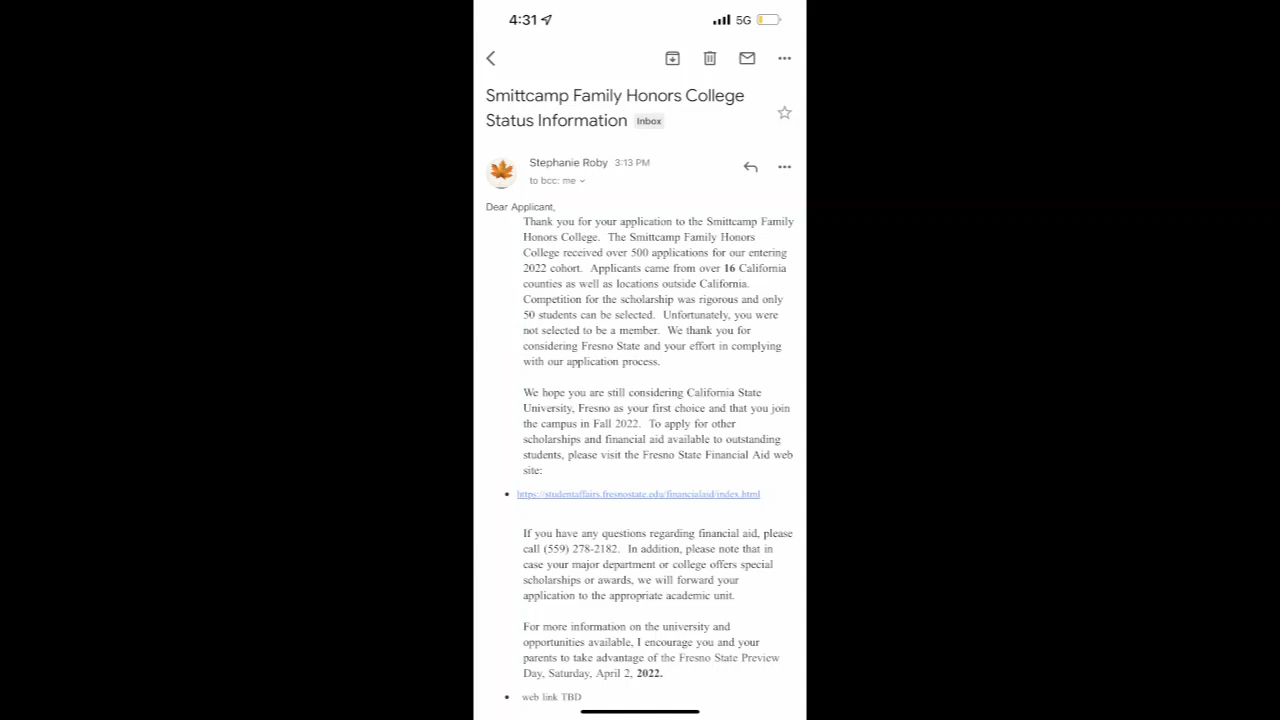 4:31
5G
Smittcamp Family Honors College
Status Information Inbox
Stephanie Roby 3:13 PM
to bcc: me
Dear Applicant,
Thank you for your application to the Smittcamp Family
Honors College. The Smittcamp Family Honors
College received over 500 applications for our entering
2022 cohort. Applicants came from over 16 California
counties as well as locations outside California.
Competition for the scholarship was rigorous and only
50 students can be selected. Unfortunately, you were
not selected to be a member. We thank you for
considering Fresno State and your effort in complying
with our application process.
We hope you are still considering California State
University, Fresno as your first choice and that you join
the campus in Fall 2022. To apply for other
scholarships and financial aid available to outstanding
students, please visit the Fresno State Financial Aid web
site:
• https://studentaffairs.fresnostate.edu/financialaid/index.html
If you have any questions regarding financial aid, please
call (559) 278-2182. In addition, please note that in
case your major department or college offers special
scholarships or awards, we will forward your
application to the appropriate academic unit.
For more information on the university and
opportunities available, I encourage you and your
parents to take advantage of the Fresno State Preview
Day, Saturday, April 2, 2022.
• web link TBD